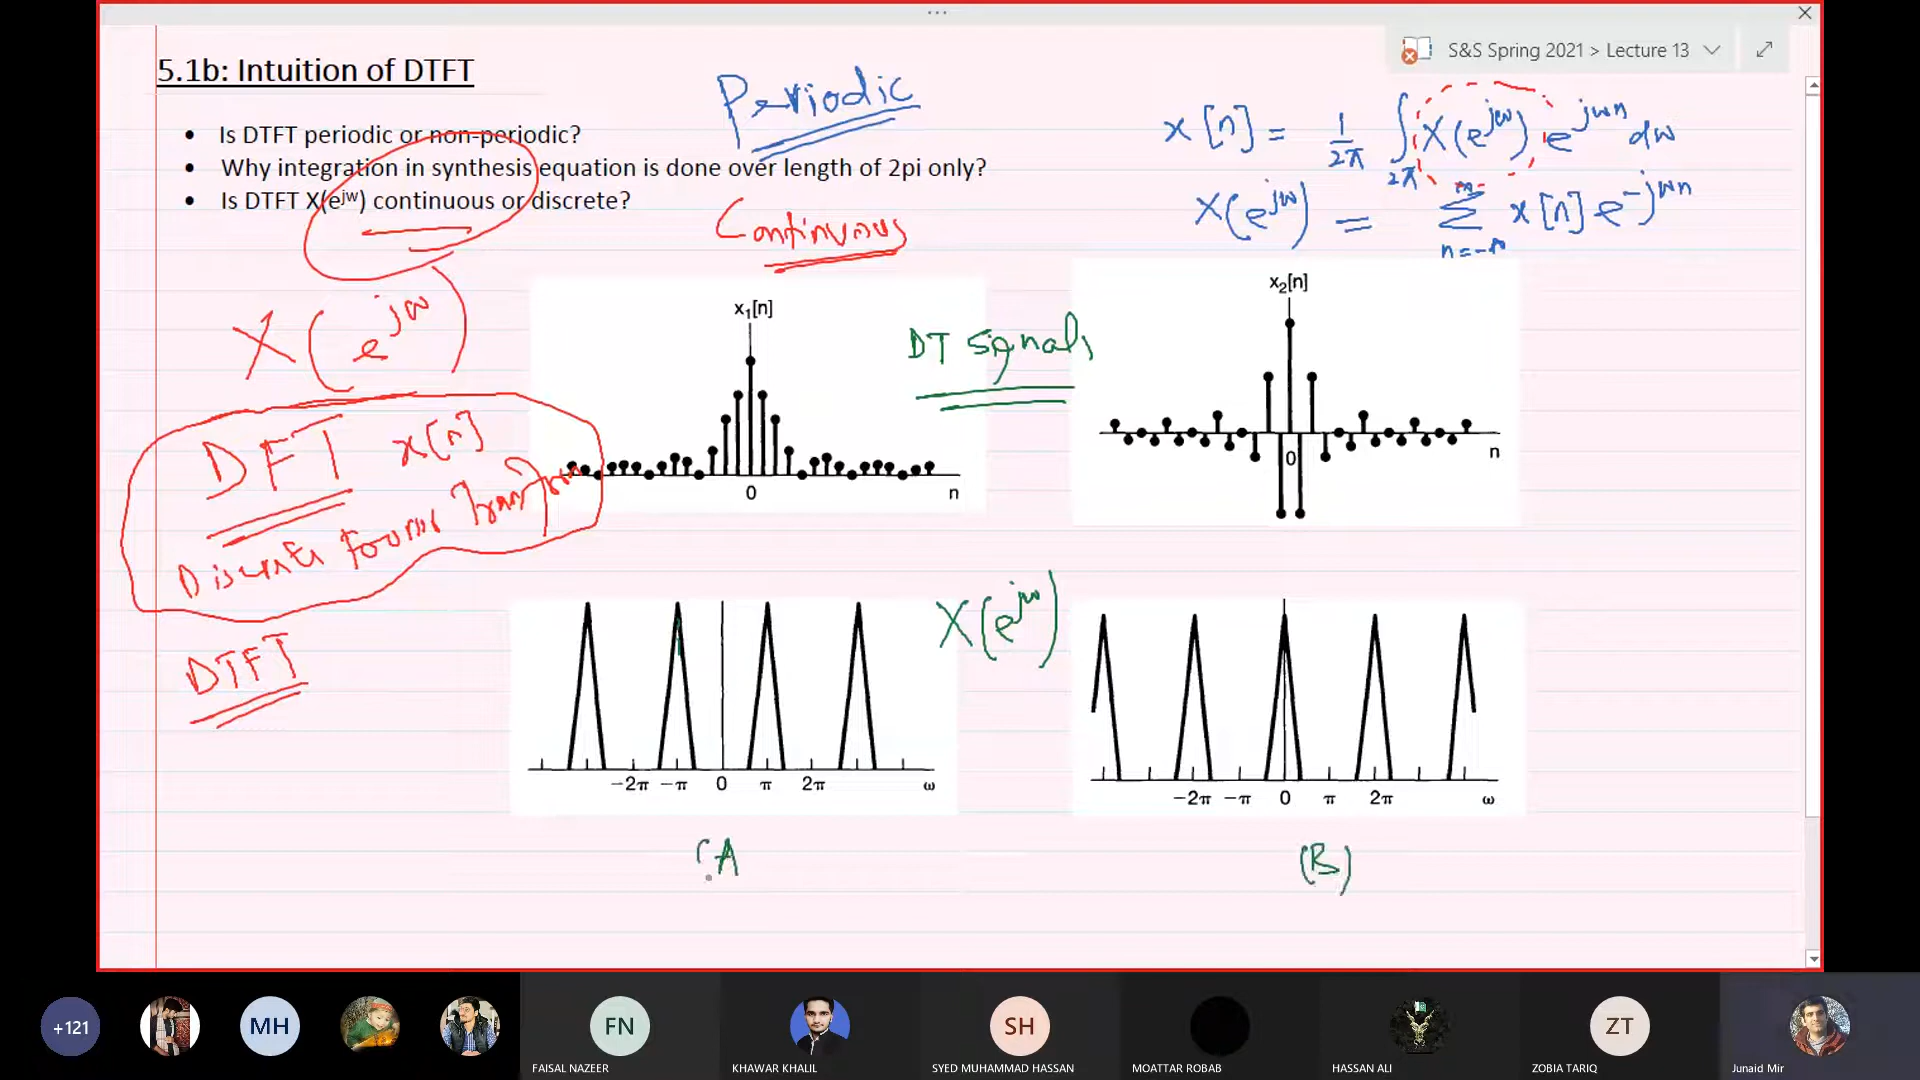 S&S Spring 2021 > Lecture 13
5.1b: Intuition of DTFT
Periodic
x[n] = 1/2π ∫2π X(e^jω) e^jωn dω
• Is DTFT periodic or non-periodic?
• Why integration in synthesis equation is done over length of 2pi only?
• Is DTFT X(e^jw) continuous or discrete?
Continuous
X(e^jω) = Σ x[n] e^-jωn
X(e^jω)
x₁[n]
DT signals
x₂[n]
0 n
0 n
DFT x[n]
DTFT
X(e^jω)
−2π −π 0 π 2π ω
−2π −π 0 π 2π ω
(A
(B)
+121
MH
FN
SH
ZT
FAISAL NAZEER
KHAWAR KHALIL
SYED MUHAMMAD HASSAN
MOATTAR ROBAB
HASSAN ALI
ZOBIA TARIQ
Junaid Mir